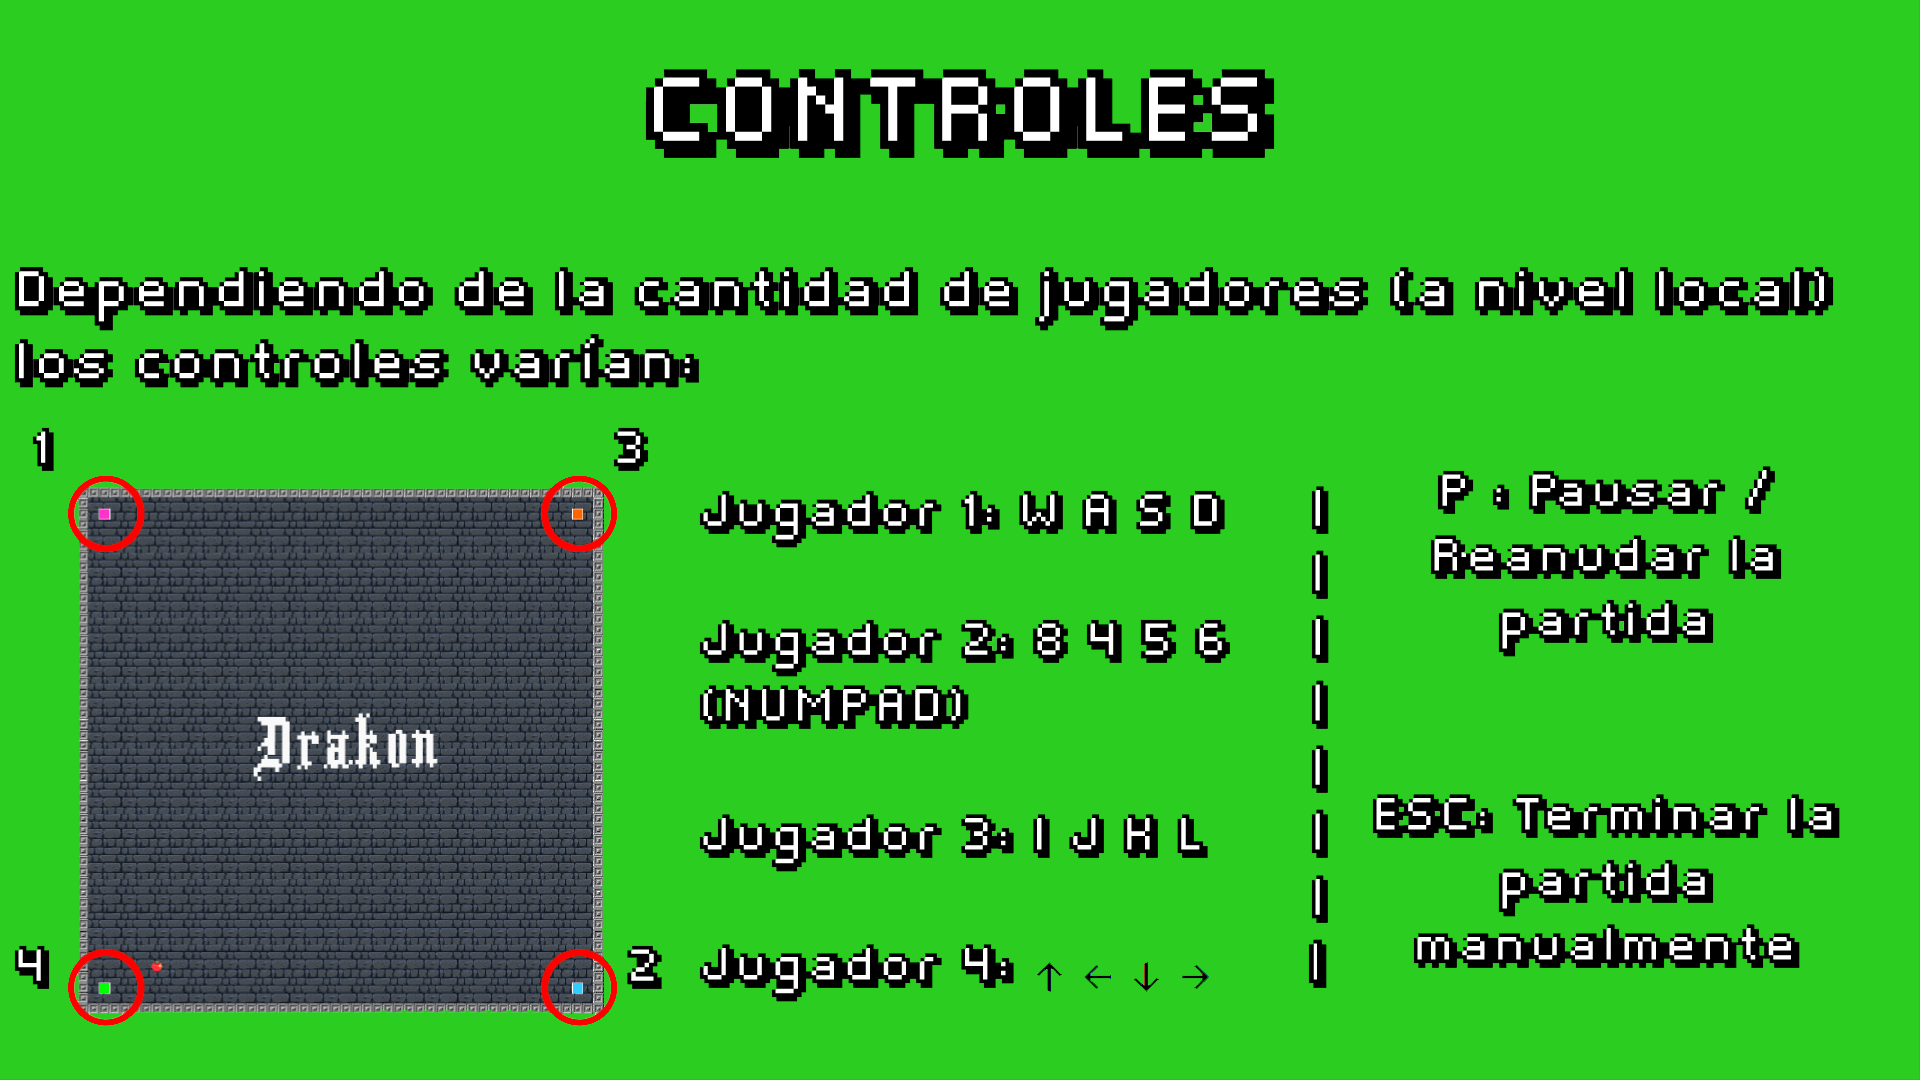 CONTROLES
Dependiendo de la cantidad de jugadores (a nivel local)
los controles varían:
1
3
Drakon
4
2
Jugador 1: W A S D
Jugador 2: 8 4 5 6
(NUMPAD)
Jugador 3: I J K L
Jugador 4: ↑ ← ↓ →
|
|
|
|
|
|
|
|
P : Pausar /
Reanudar la
partida
ESC: Terminar la
partida
manualmente